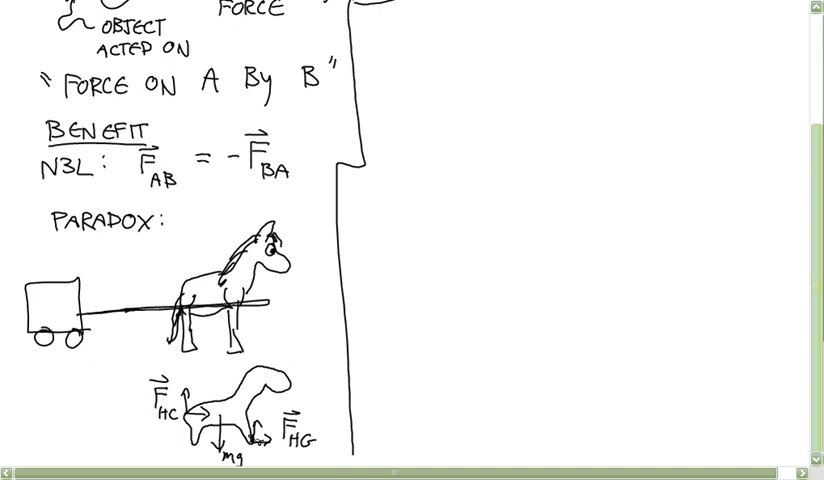 FORCE
OBJECT
ACTED ON
"FORCE ON A By B"
BENEFIT
N3L: F⃗AB = -F⃗BA
PARADOX:
F⃗HC
F⃗HG
mg